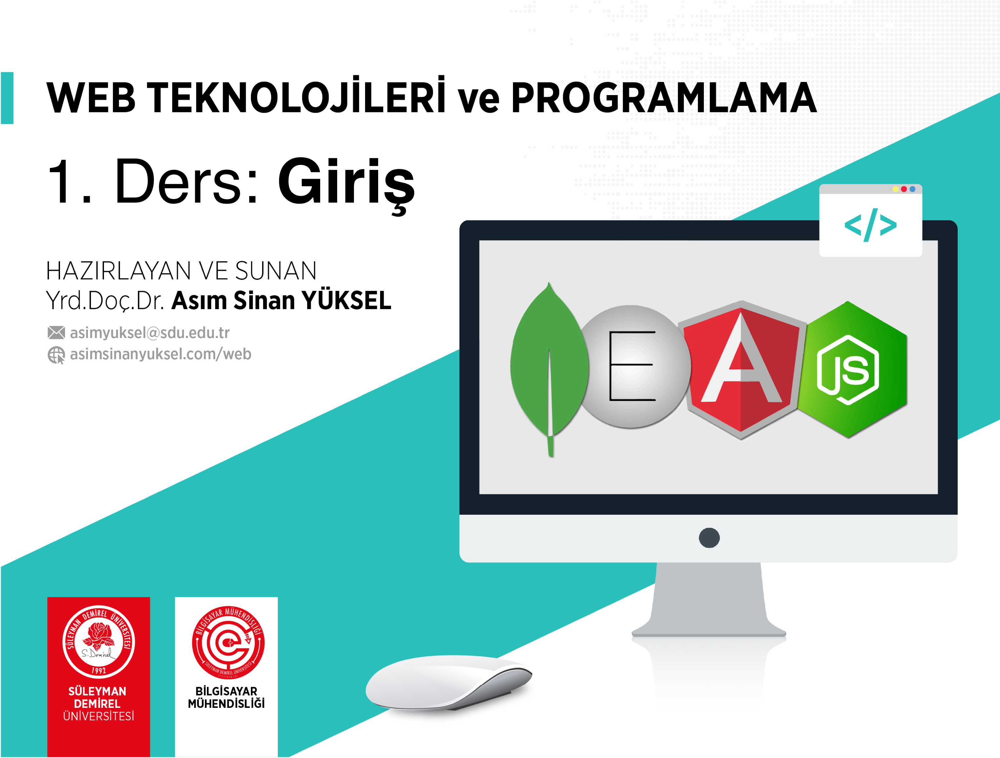 WEB TEKNOLOJİLERİ ve PROGRAMLAMA
1. Ders: Giriş
HAZIRLAYAN VE SUNAN
Yrd.Doç.Dr. Asım Sinan YÜKSEL
asimyuksel@sdu.edu.tr
asimsinanyuksel.com/web
</>
E
A
JS
SÜLEYMAN DEMİREL ÜNİVERSİTESİ
S. Demirel
1992
SÜLEYMAN
DEMİREL
ÜNİVERSİTESİ
BİLGİSAYAR MÜHENDİSLİĞİ
SÜLEYMAN DEMİREL ÜNİVERSİTESİ
BİLGİSAYAR
MÜHENDİSLİĞİ